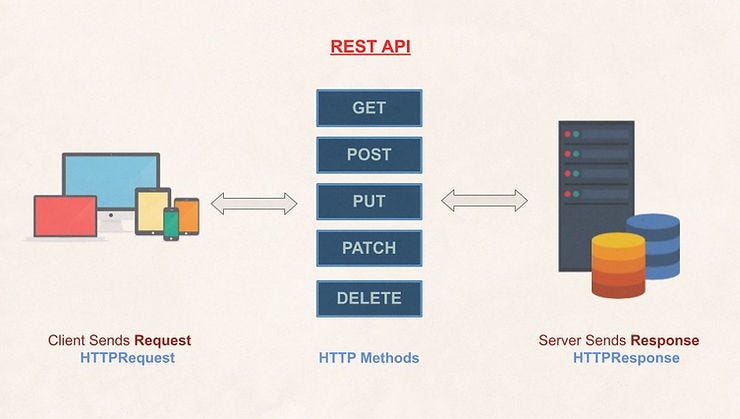 REST API
GET
POST
PUT
PATCH
DELETE
Client Sends Request
HTTPRequest
HTTP Methods
Server Sends Response
HTTPResponse